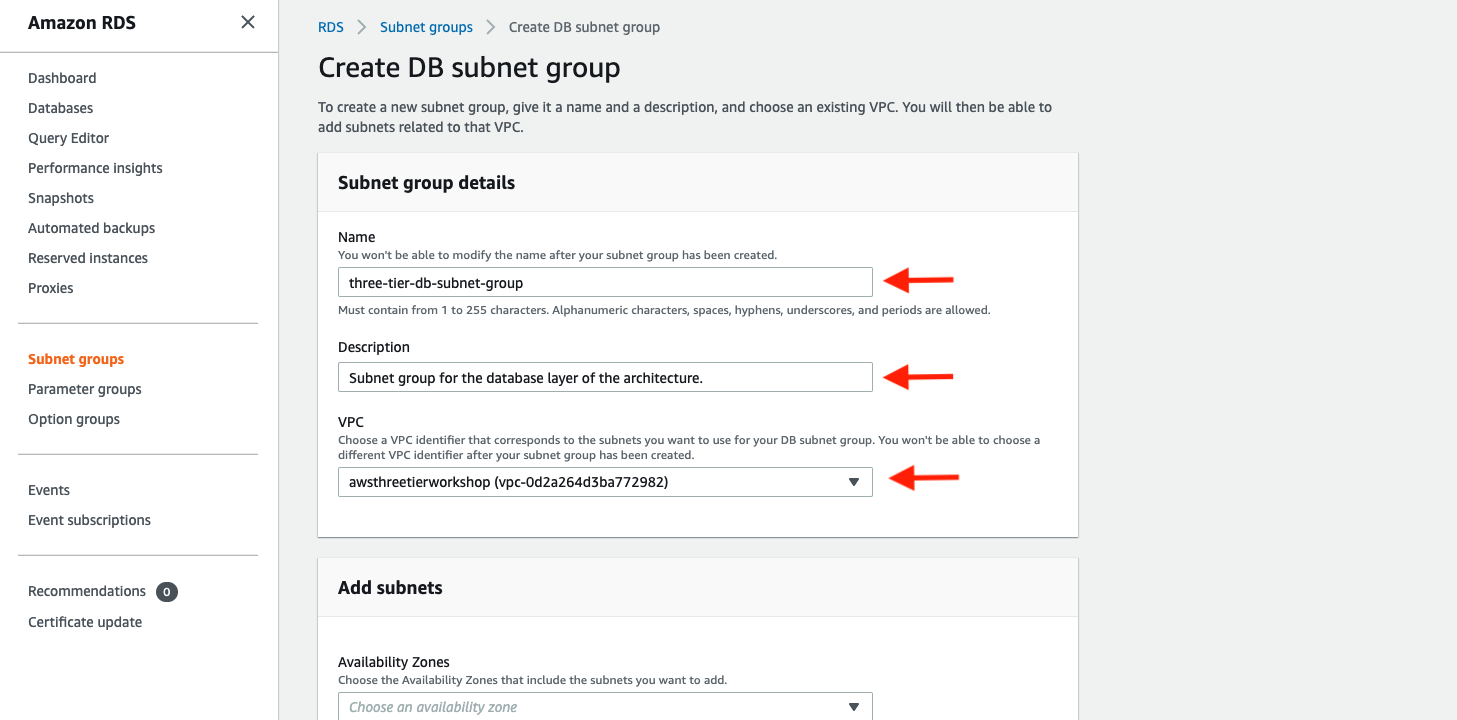 Amazon RDS
Dashboard
Databases
Query Editor
Performance insights
Snapshots
Automated backups
Reserved instances
Proxies
Subnet groups
Parameter groups
Option groups
Events
Event subscriptions
Recommendations 0
Certificate update
RDS > Subnet groups > Create DB subnet group
Create DB subnet group
To create a new subnet group, give it a name and a description, and choose an existing VPC. You will then be able to
add subnets related to that VPC.
Subnet group details
Name
You won't be able to modify the name after your subnet group has been created.
three-tier-db-subnet-group
Must contain from 1 to 255 characters. Alphanumeric characters, spaces, hyphens, underscores, and periods are allowed.
Description
Subnet group for the database layer of the architecture.
VPC
Choose a VPC identifier that corresponds to the subnets you want to use for your DB subnet group. You won't be able to choose a
different VPC identifier after your subnet group has been created.
awsthreetierworkshop (vpc-0d2a264d3ba772982)
Add subnets
Availability Zones
Choose the Availability Zones that include the subnets you want to add.
Choose an availability zone